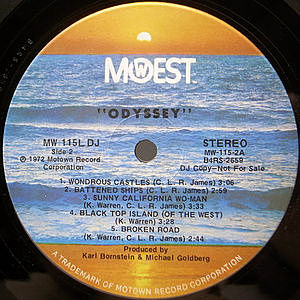 MOWEST
"ODYSSEY"
MW 115L DJ
Side 2
℗ 1972 Motown Record
Corporation
STEREO
MW-115-2A
B4RS-2659
DJ Copy-Not For Sale
1. WONDROUS CASTLES (C. L. R. James) 3:06
2. BATTERED SHIPS (C. L. R. James) 2:59
3. SUNNY CALIFORNIA WO-MAN
(K. Warren, C. L. R. James) 3:33
4. BLACK TOP ISLAND (OF THE WEST)
(K. Warren) 3:28
5. BROKEN ROAD
(K. Warren, C. L. R. James) 2:44
Produced by
Karl Bornstein & Michael Goldberg
A TRADEMARK OF MOTOWN RECORD CORPORATION